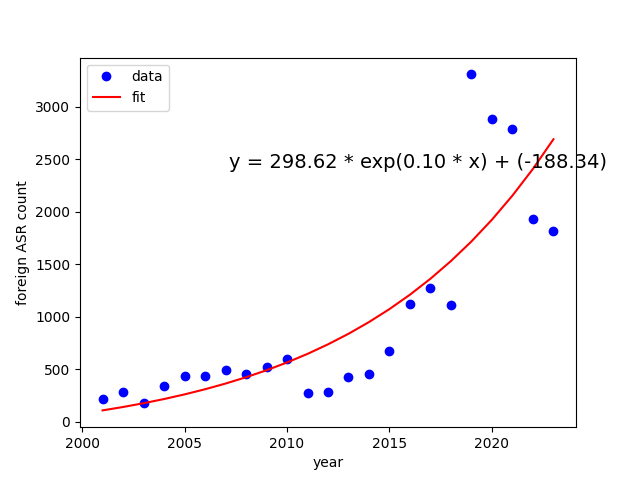 data
fit
y = 298.62 * exp(0.10 * x) + (-188.34)
3000
2500
2000
1500
1000
500
0
foreign ASR count
2000 2005 2010 2015 2020
year